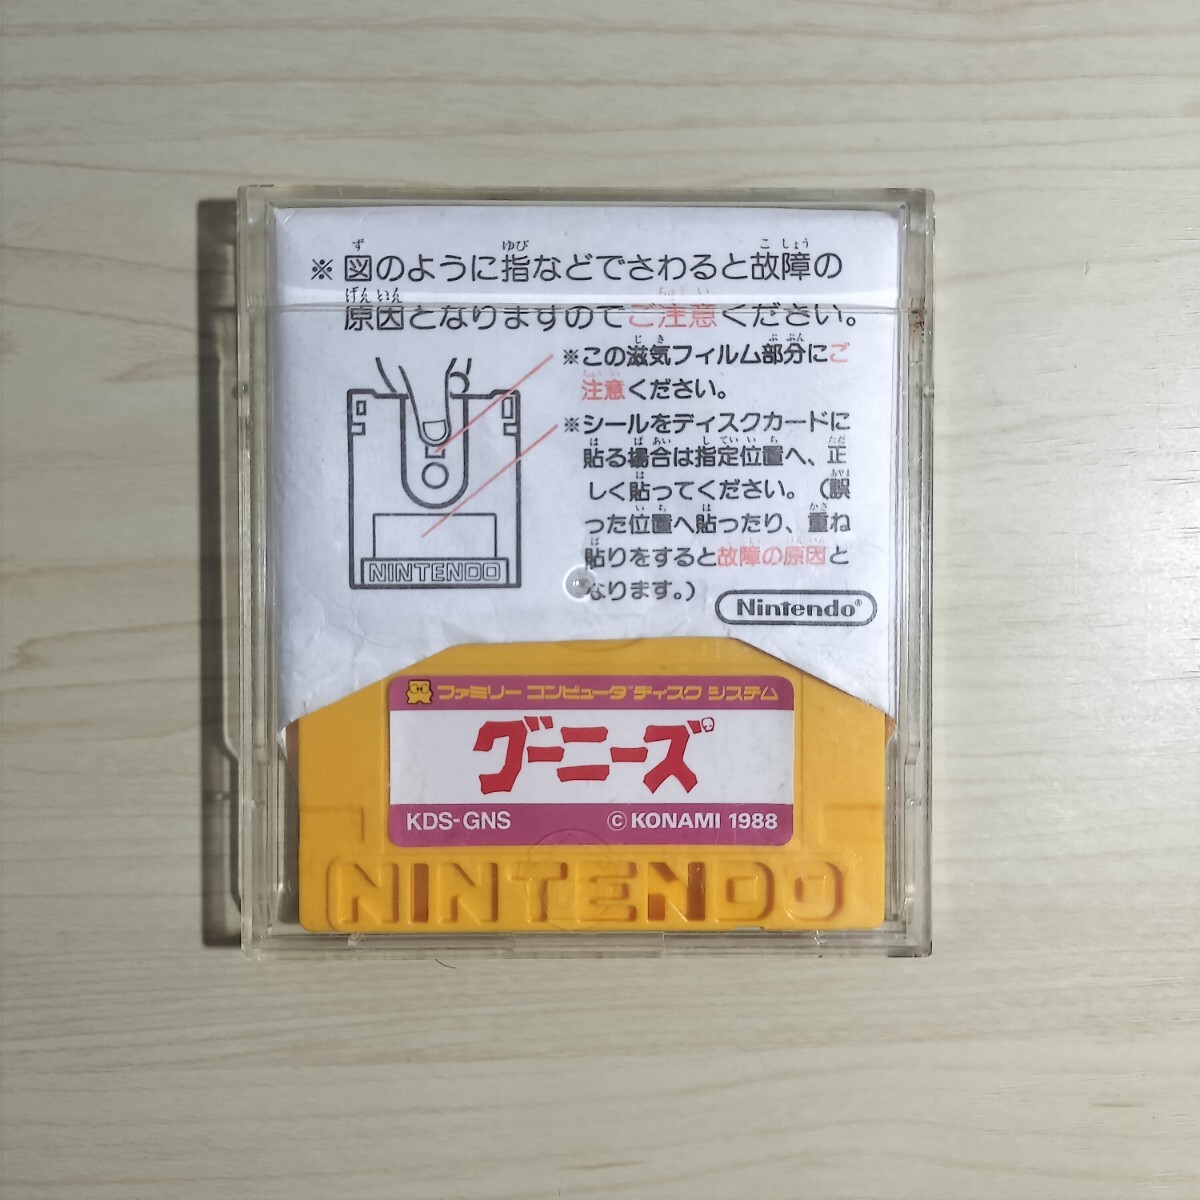 ※図のように指などでさわると故障の
原因となりますのでご注意ください。
※この磁気フィルム部分にご
注意ください。
※シールをディスクカードに
貼る場合は指定位置へ、正
しく貼ってください。(誤
った位置へ貼ったり、重ね
貼りをすると故障の原因と
なります。)
NINTENDO
Nintendo®
ファミリー コンピュータ ディスク システム
グーニーズ
KDS-GNS © KONAMI 1988
NINTENDO